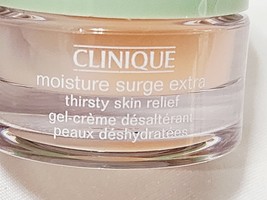 CLINIQUE
moisture surge extra
thirsty skin relief
gel-crème désaltérant
peaux déshydratées